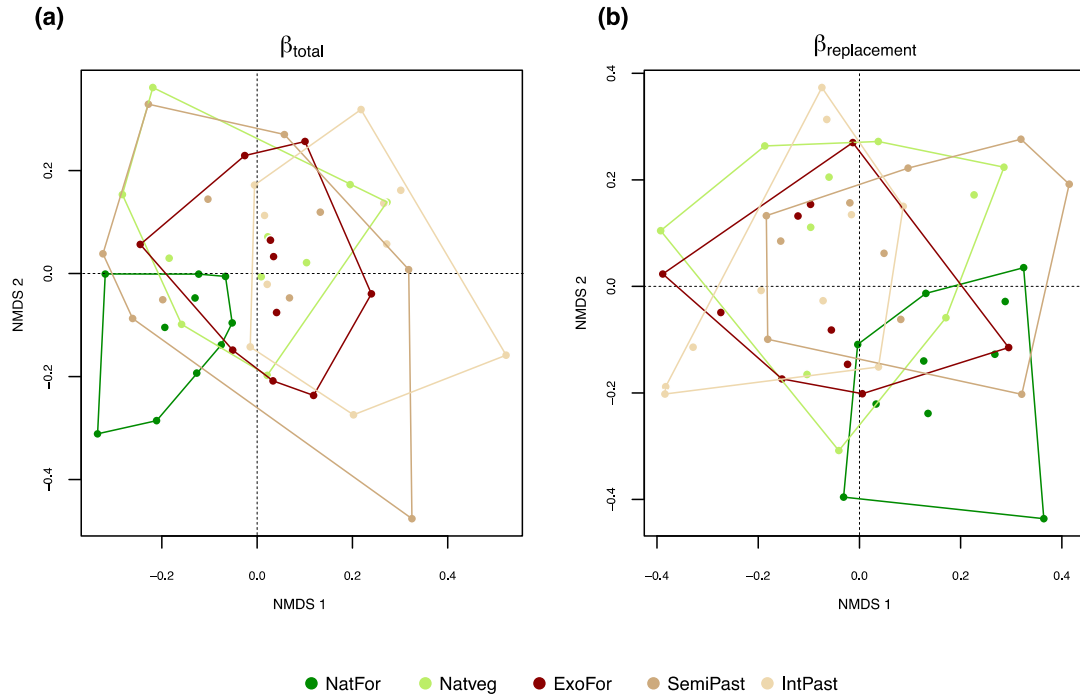 (a)
β_total
0.2
0.0
−0.2
−0.4
NMDS 2
−0.2 0.0 0.2 0.4
NMDS 1
(b)
β_replacement
0.4
0.2
0.0
−0.2
−0.4
NMDS 2
−0.4 −0.2 0.0 0.2 0.4
NMDS 1
NatFor Natveg ExoFor SemiPast IntPast